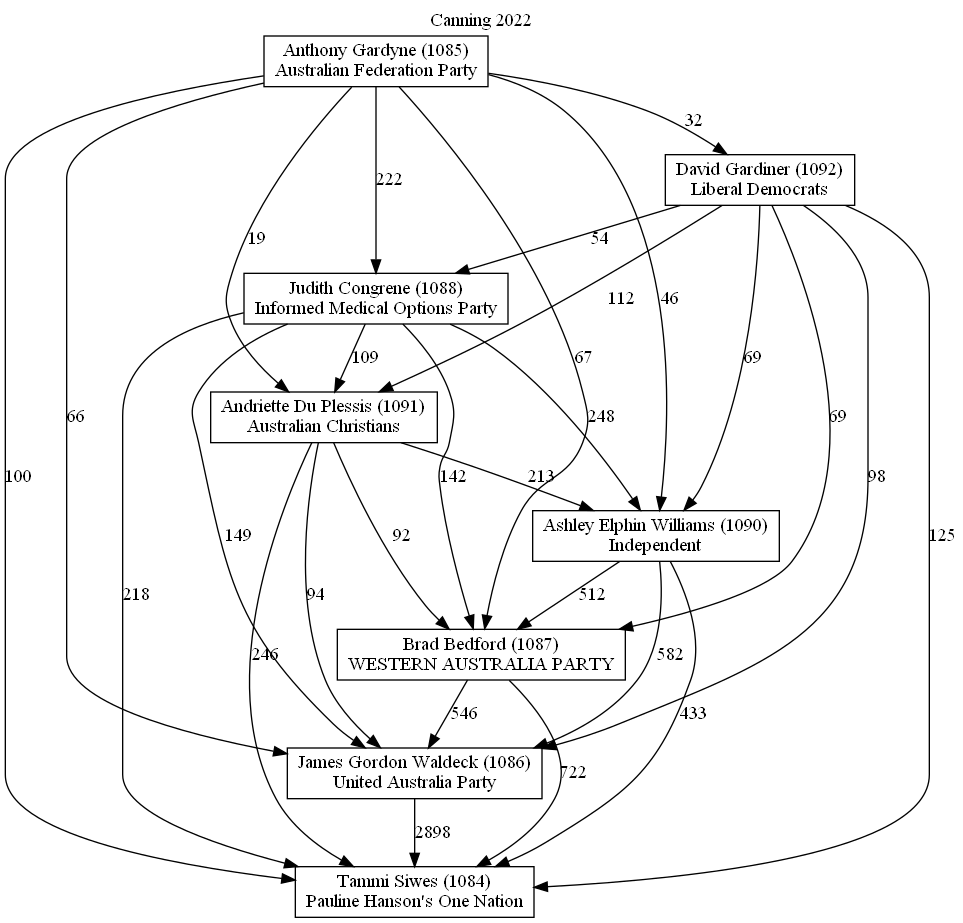 Canning 2022
Anthony Gardyne (1085)
Australian Federation Party
32
David Gardiner (1092)
Liberal Democrats
222
19
54
Judith Congrene (1088)
Informed Medical Options Party
112
46
109
67
69
Andriette Du Plessis (1091)
Australian Christians
66
248
69
100
142
213
98
Ashley Elphin Williams (1090)
Independent
149
92
125
218
94
512
Brad Bedford (1087)
WESTERN AUSTRALIA PARTY
246
582
546
433
James Gordon Waldeck (1086)
United Australia Party
722
2898
Tammi Siwes (1084)
Pauline Hanson's One Nation